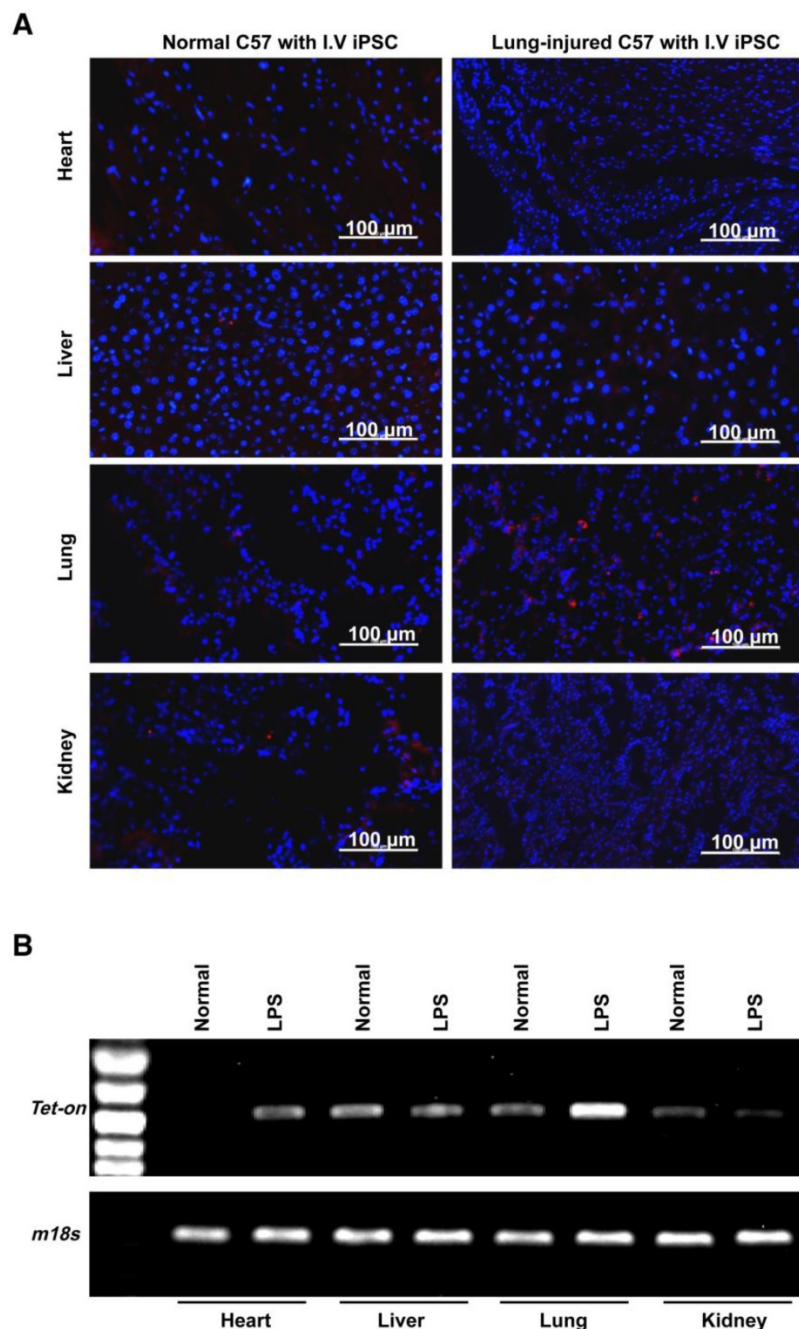 A
Normal C57 with I.V iPSC
Lung-injured C57 with I.V iPSC
Heart
100 µm
100 µm
Liver
100 µm
100 µm
Lung
100 µm
100 µm
Kidney
100 µm
100 µm
B
Normal
LPS
Normal
LPS
Normal
LPS
Normal
LPS
Tet-on
m18s
Heart
Liver
Lung
Kidney